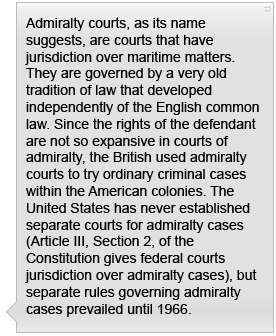 Admiralty courts, as its name
suggests, are courts that have
jurisdiction over maritime matters.
They are governed by a very old
tradition of law that developed
independently of the English common
law. Since the rights of the defendant
are not so expansive in courts of
admiralty, the British used admiralty
courts to try ordinary criminal cases
within the American colonies. The
United States has never established
separate courts for admiralty cases
(Article III, Section 2, of the
Constitution gives federal courts
jurisdiction over admiralty cases), but
separate rules governing admiralty
cases prevailed until 1966.